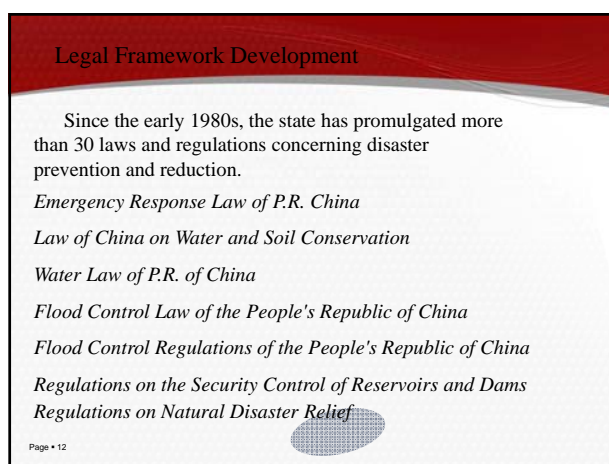 Legal Framework Development
Since the early 1980s, the state has promulgated more
than 30 laws and regulations concerning disaster
prevention and reduction.
Emergency Response Law of P.R. China
Law of China on Water and Soil Conservation
Water Law of P.R. of China
Flood Control Law of the People's Republic of China
Flood Control Regulations of the People's Republic of China
Regulations on the Security Control of Reservoirs and Dams
Regulations on Natural Disaster Relief
Page ▪ 12